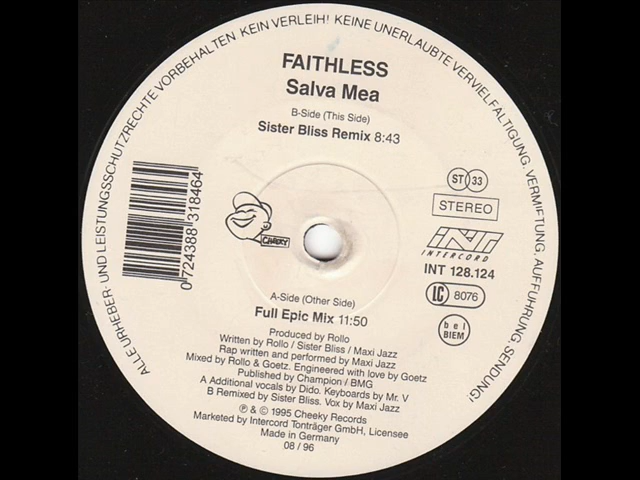 ALLE URHEBER- UND LEISTUNGSSCHUTZRECHTE VORBEHALTEN KEIN VERLEIH! KEINE UNERLAUBTE VERVIELFÄLTIGUNG, VERMIETUNG, AUFFÜHRUNG, SENDUNG!
FAITHLESS
Salva Mea
B-Side (This Side)
Sister Bliss Remix 8:43
ST 33
STEREO
0 724388 318464
CHEEKY
INT
INTERCORD
INT 128.124
LC 8076
bel
BIEM
A-Side (Other Side)
Full Epic Mix 11:50
Produced by Rollo
Written by Rollo / Sister Bliss / Maxi Jazz
Rap written and performed by Maxi Jazz
Mixed by Rollo & Goetz. Engineered with love by Goetz
Published by Champion / BMG
A Additional vocals by Dido. Keyboards by Mr. V
B Remixed by Sister Bliss. Vox by Maxi Jazz
℗ & © 1995 Cheeky Records
Marketed by Intercord Tonträger GmbH, Licensee
Made in Germany
08 / 96